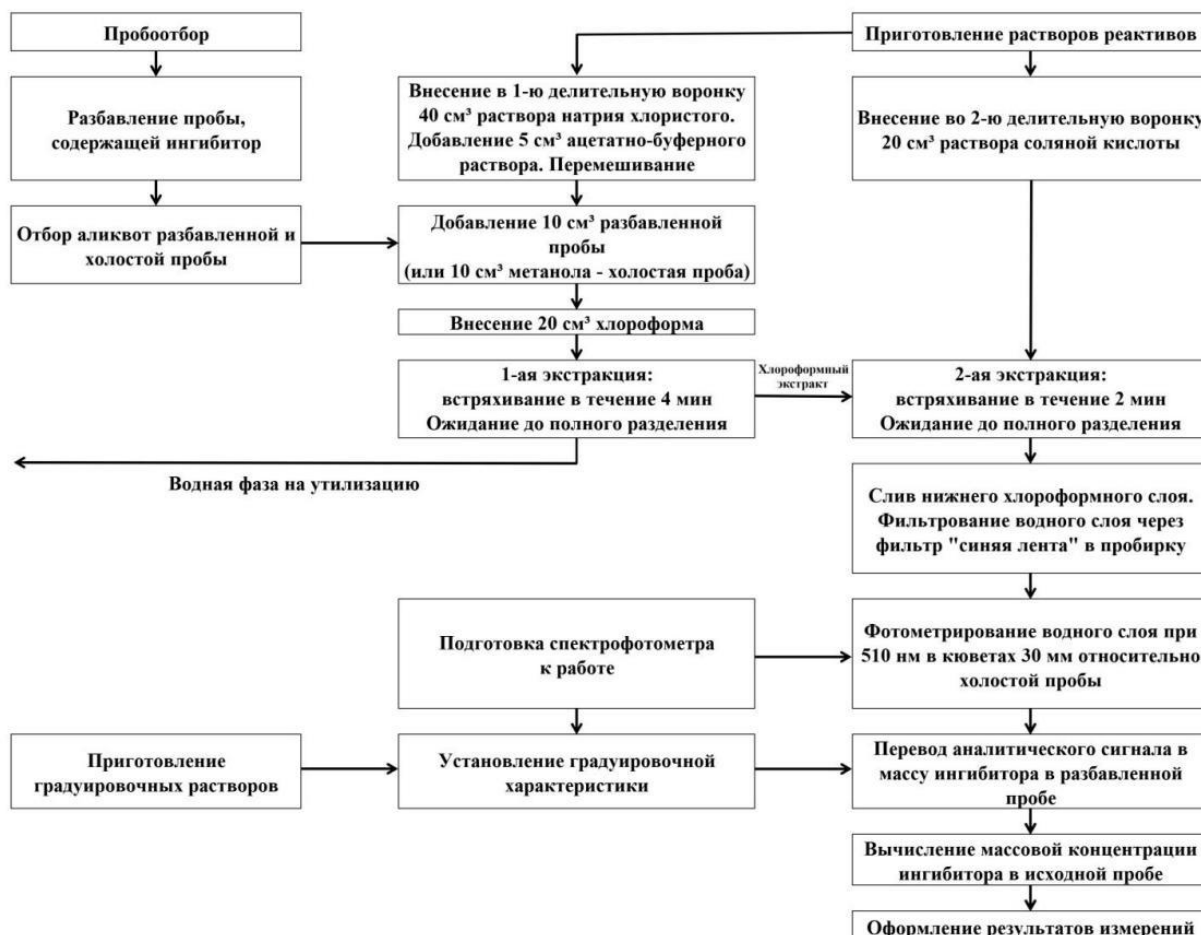 Пробоотбор
Приготовление растворов реактивов
Разбавление пробы,
содержащей ингибитор
Внесение в 1-ю делительную воронку
40 см³ раствора натрия хлористого.
Добавление 5 см³ ацетатно-буферного
раствора. Перемешивание
Внесение во 2-ю делительную воронку
20 см³ раствора соляной кислоты
Отбор аликвот разбавленной и
холостой пробы
Добавление 10 см³ разбавленной
пробы
(или 10 см³ метанола - холостая проба)
Внесение 20 см³ хлороформа
1-ая экстракция:
встряхивание в течение 4 мин
Ожидание до полного разделения
Хлороформный
экстракт
2-ая экстракция:
встряхивание в течение 2 мин
Ожидание до полного разделения
Водная фаза на утилизацию
Слив нижнего хлороформного слоя.
Фильтрование водного слоя через
фильтр "синяя лента" в пробирку
Подготовка спектрофотометра
к работе
Фотометрирование водного слоя при
510 нм в кюветах 30 мм относительно
холостой пробы
Приготовление
градуировочных растворов
Установление градуировочной
характеристики
Перевод аналитического сигнала в
массу ингибитора в разбавленной
пробе
Вычисление массовой концентрации
ингибитора в исходной пробе
Оформление результатов измерений